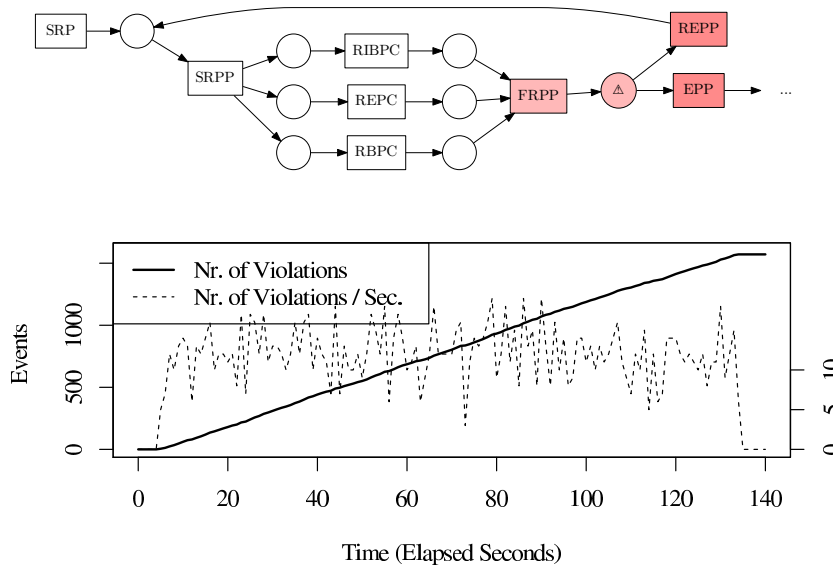 SRP
REPP
SRPP
RIBPC
REPC
FRPP
⚠
EPP
...
RBPC
Nr. of Violations
Nr. of Violations / Sec.
Events
0
500
1000
0
5
10
0 20 40 60 80 100 120 140
Time (Elapsed Seconds)